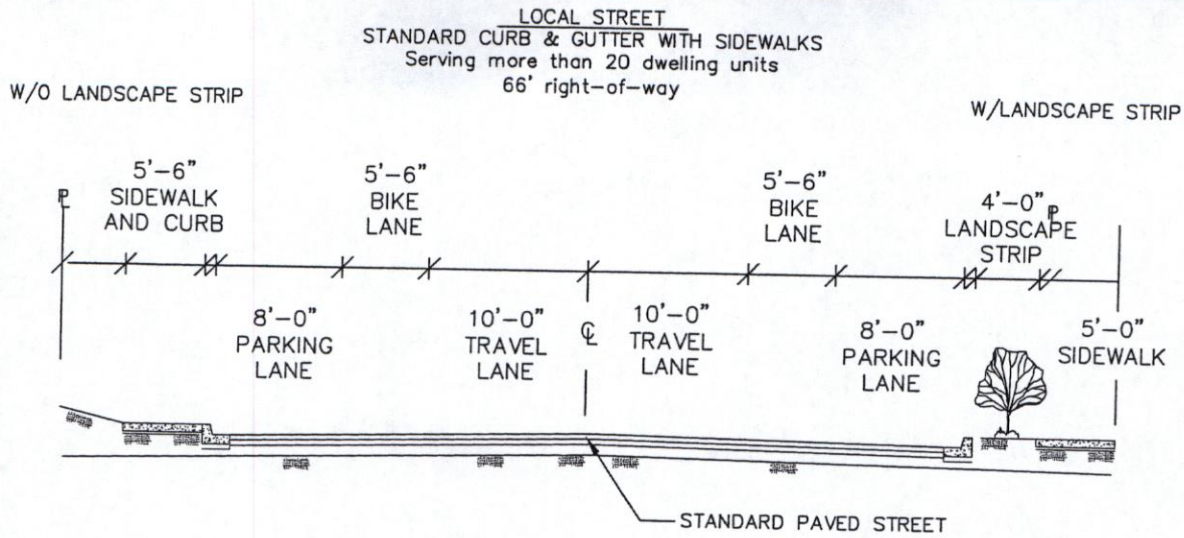 LOCAL STREET
STANDARD CURB & GUTTER WITH SIDEWALKS
Serving more than 20 dwelling units
66' right-of-way
W/O LANDSCAPE STRIP
W/LANDSCAPE STRIP
5'-6"
SIDEWALK
AND CURB
5'-6"
BIKE
LANE
5'-6"
BIKE
LANE
4'-0"
LANDSCAPE
STRIP
PL
PL
8'-0"
PARKING
LANE
10'-0"
TRAVEL
LANE
CL
10'-0"
TRAVEL
LANE
8'-0"
PARKING
LANE
5'-0"
SIDEWALK
STANDARD PAVED STREET